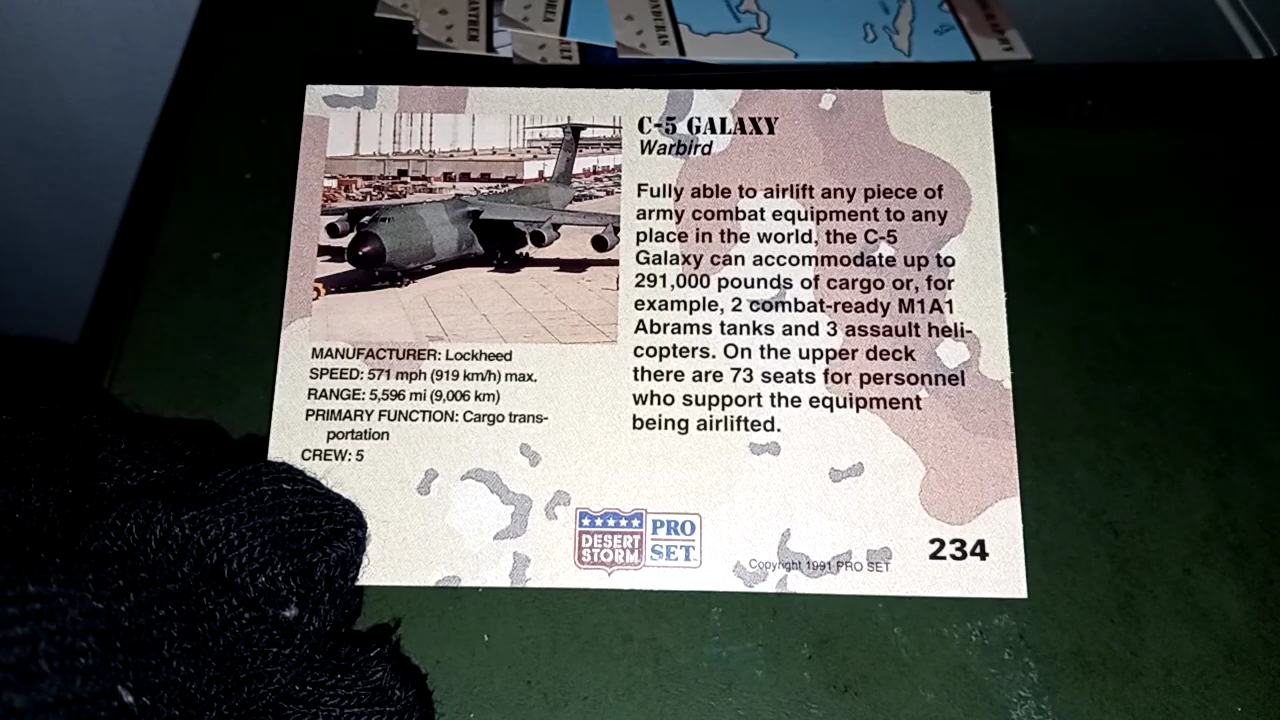 ANTHEM
HONDURAS
C-5 GALAXY
Warbird
Fully able to airlift any piece of
army combat equipment to any
place in the world, the C-5
Galaxy can accommodate up to
291,000 pounds of cargo or, for
example, 2 combat-ready M1A1
Abrams tanks and 3 assault heli-
copters. On the upper deck
there are 73 seats for personnel
who support the equipment
being airlifted.
MANUFACTURER: Lockheed
SPEED: 571 mph (919 km/h) max.
RANGE: 5,596 mi (9,006 km)
PRIMARY FUNCTION: Cargo trans-
portation
CREW: 5
DESERT
STORM
PRO
SET
Copyright 1991 PRO SET
234